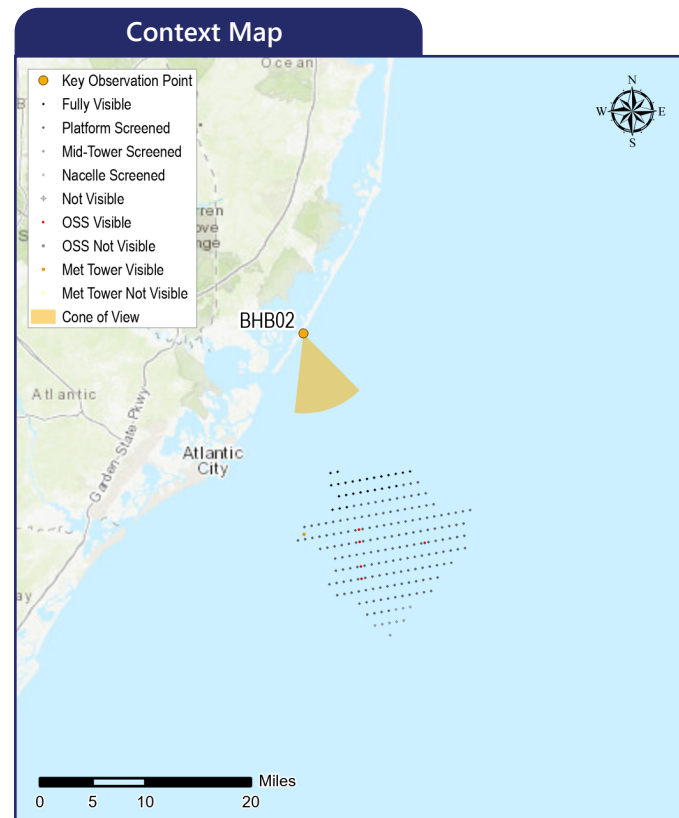 Context Map
Ocean
Key Observation Point
Fully Visible
Platform Screened
Mid-Tower Screened
Nacelle Screened
Not Visible
OSS Visible
OSS Not Visible
Met Tower Visible
Met Tower Not Visible
Cone of View
N
W
E
S
BHB02
Atlantic
Garden-State-Pkwy
Atlantic
City
Miles
0
5
10
20